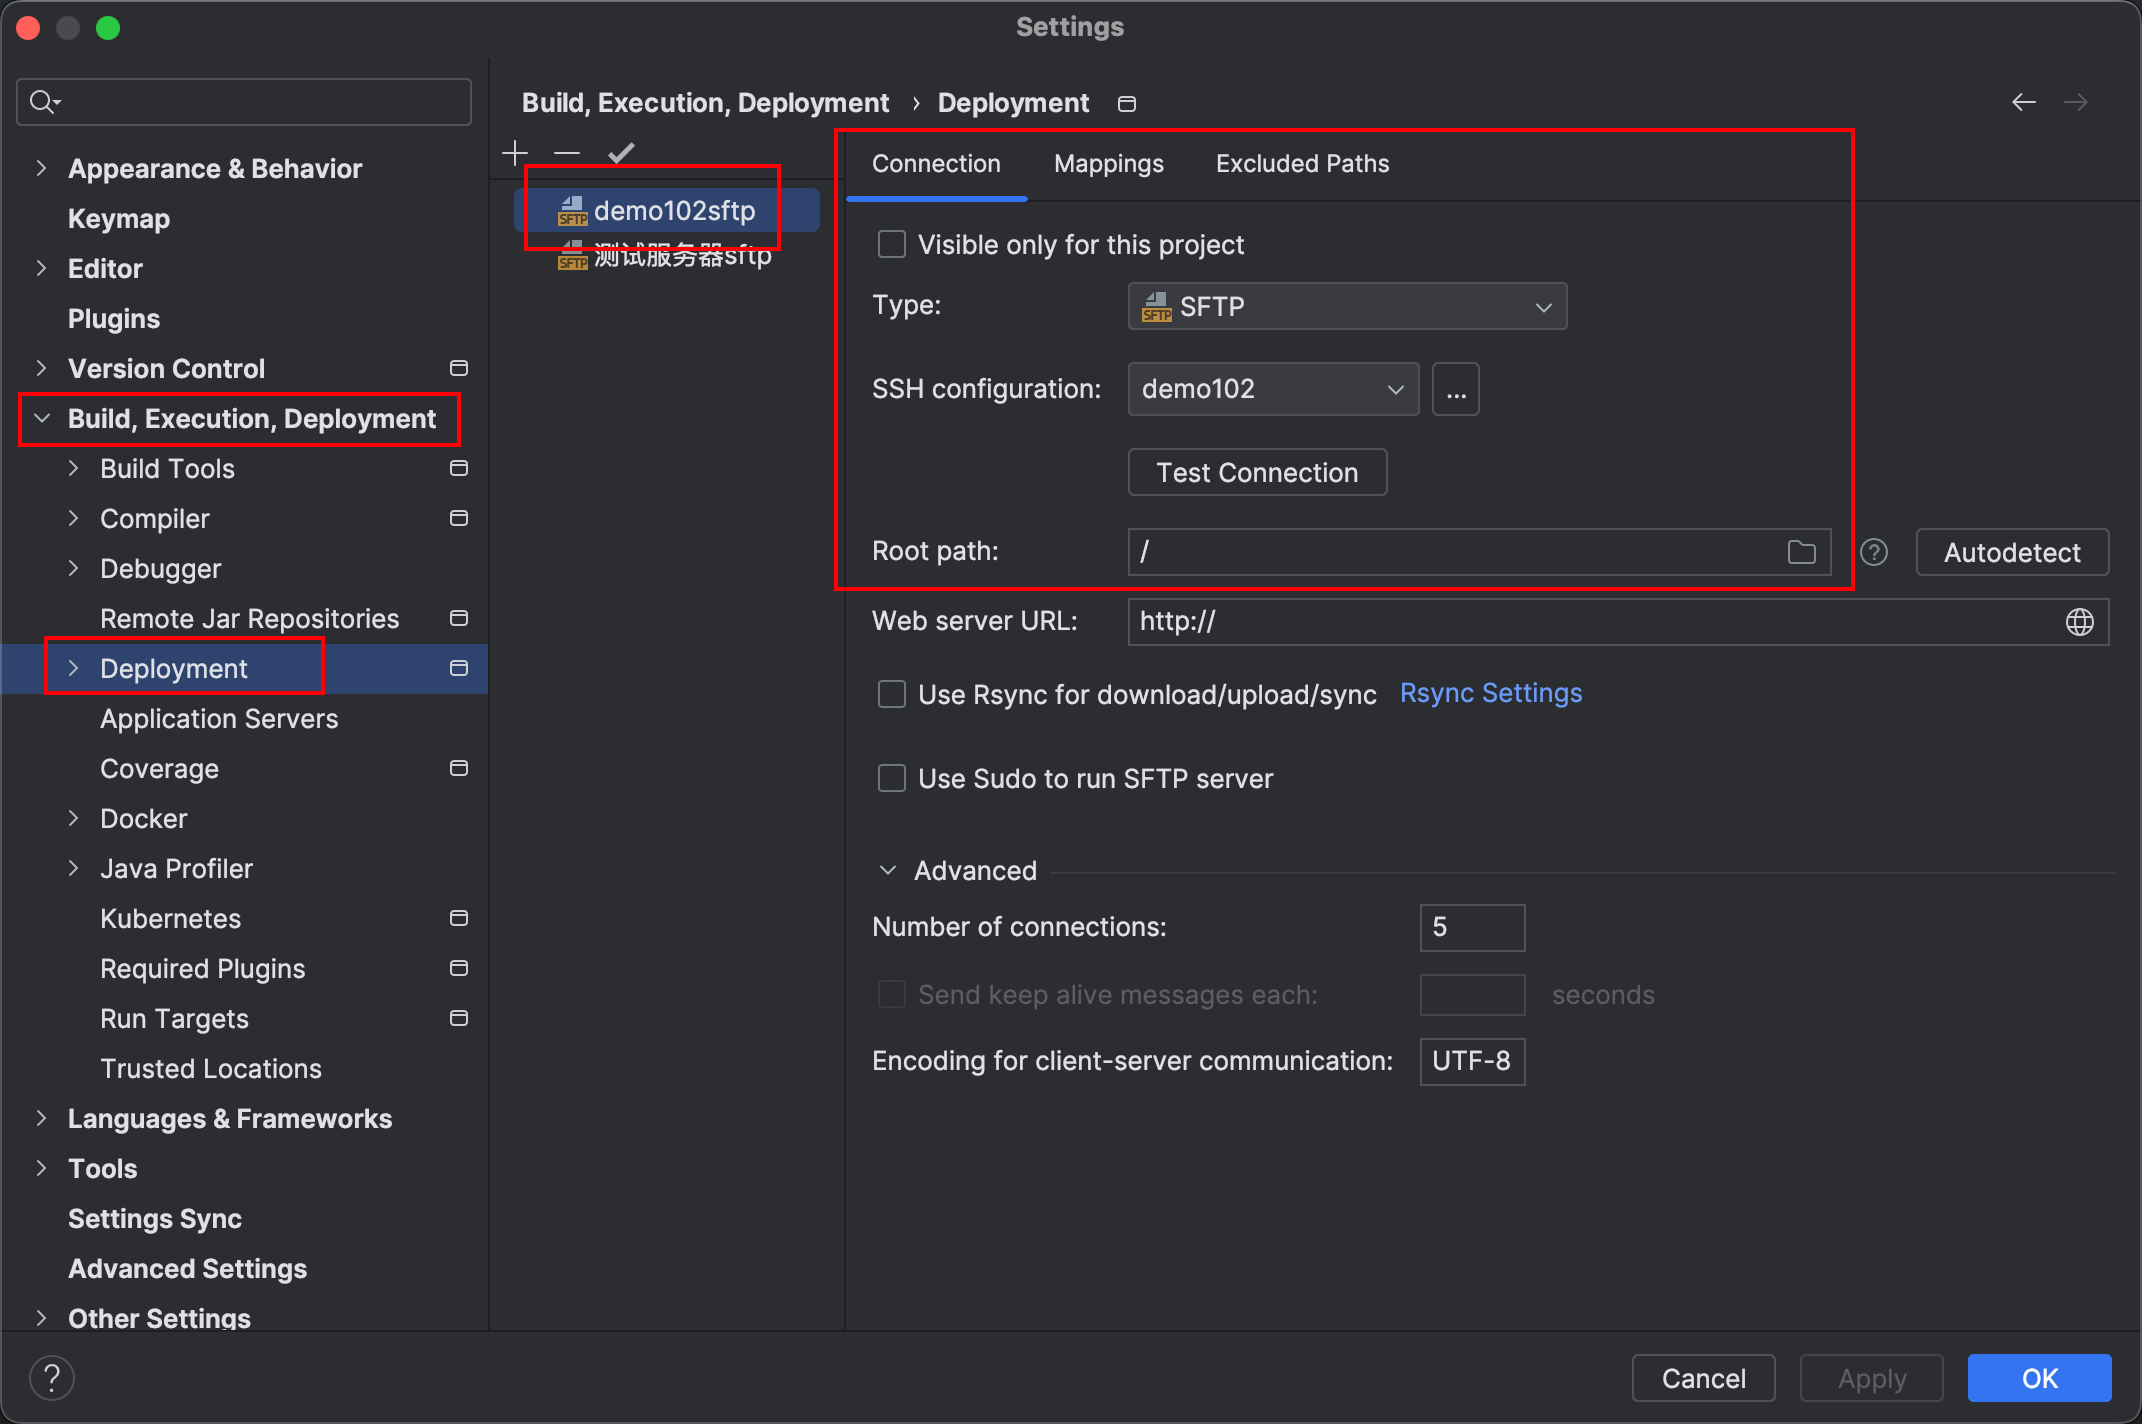 Settings
Appearance & Behavior
Keymap
Editor
Plugins
Version Control
Build, Execution, Deployment
Build Tools
Compiler
Debugger
Remote Jar Repositories
Deployment
Application Servers
Coverage
Docker
Java Profiler
Kubernetes
Required Plugins
Run Targets
Trusted Locations
Languages & Frameworks
Tools
Settings Sync
Advanced Settings
Other Settings
Build, Execution, Deployment › Deployment
SFTP demo102sftp
SFTP 测试服务器sftp
Connection Mappings Excluded Paths
Visible only for this project
Type: SFTP SFTP
SSH configuration: demo102 ...
Test Connection
Root path: / ? Autodetect
Web server URL: http://
Use Rsync for download/upload/sync Rsync Settings
Use Sudo to run SFTP server
Advanced
Number of connections: 5
Send keep alive messages each: seconds
Encoding for client-server communication: UTF-8
? Cancel Apply OK